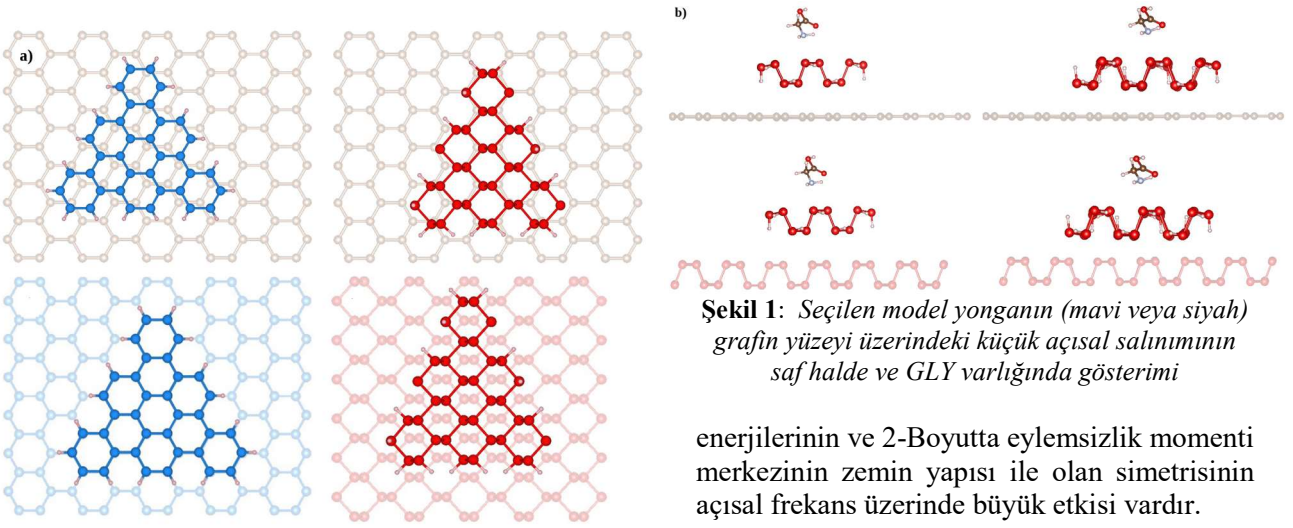 a)
b)
Şekil 1: Seçilen model yonganın (mavi veya siyah)
grafin yüzeyi üzerindeki küçük açısal salınımının
saf halde ve GLY varlığında gösterimi
enerjilerinin ve 2-Boyutta eylemsizlik momenti
merkezinin zemin yapısı ile olan simetrisinin
açısal frekans üzerinde büyük etkisi vardır.